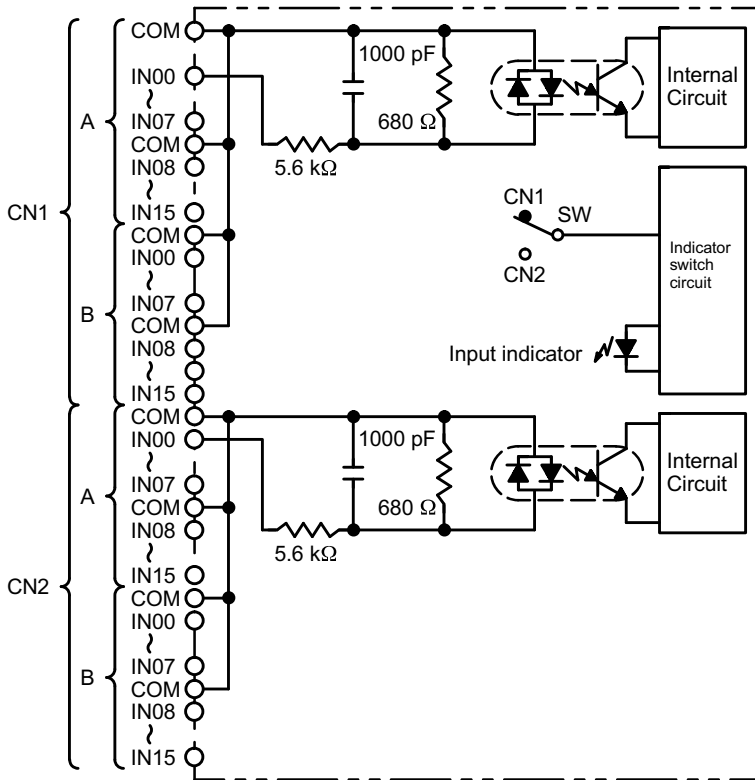 COM
IN00
~
IN07
COM
IN08
~
IN15
COM
IN00
~
IN07
COM
IN08
~
IN15
COM
IN00
~
IN07
COM
IN08
~
IN15
COM
IN00
~
IN07
COM
IN08
~
IN15
A
B
CN1
A
B
CN2
1000 pF
680 Ω
5.6 kΩ
Internal
Circuit
CN1
SW
CN2
Indicator
switch
circuit
Input indicator
1000 pF
680 Ω
5.6 kΩ
Internal
Circuit